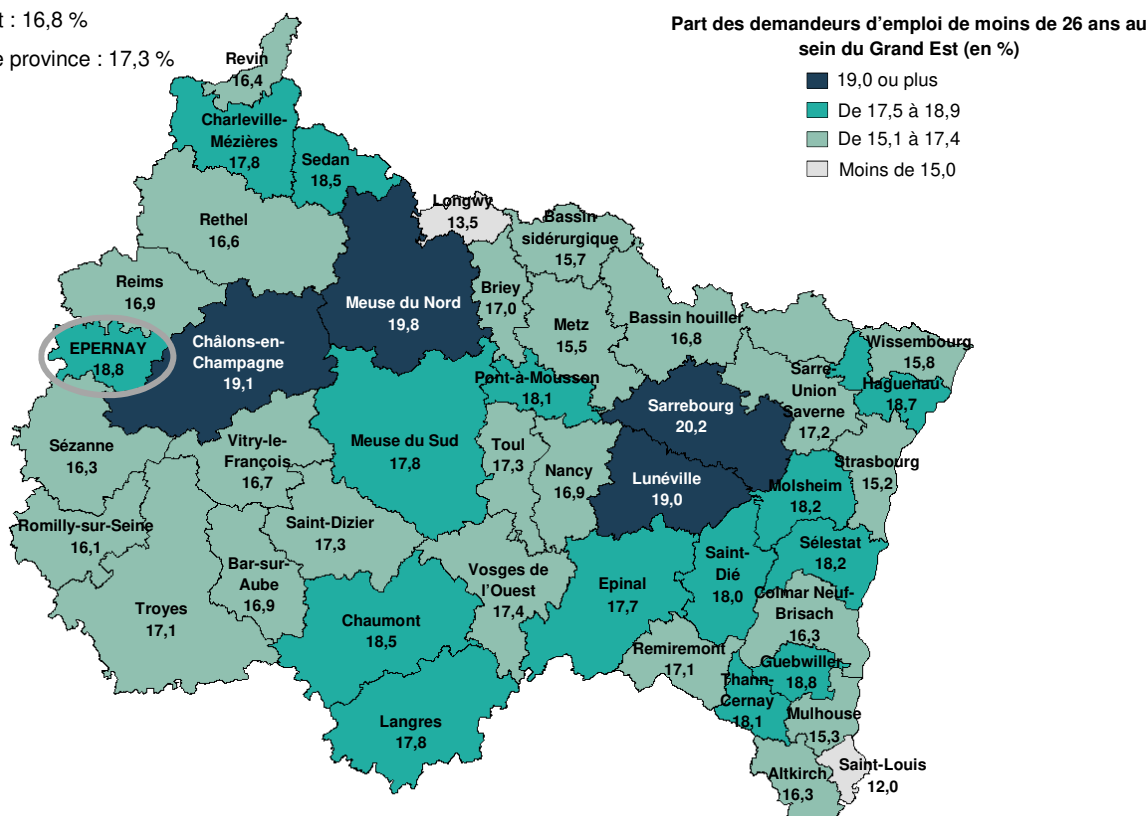 t : 16,8 %
e province : 17,3 %
Part des demandeurs d'emploi de moins de 26 ans au
sein du Grand Est (en %)
19,0 ou plus
De 17,5 à 18,9
De 15,1 à 17,4
Moins de 15,0
Revin
16,4
Charleville-
Mézières
17,8
Sedan
18,5
Rethel
16,6
Longwy
13,5
Bassin
sidérurgique
15,7
Reims
16,9
Meuse du Nord
19,8
Briey
17,0
Metz
15,5
Bassin houiller
16,8
Wissembourg
15,8
EPERNAY
18,8
Châlons-en-
Champagne
19,1
Pont-à-Mousson
18,1
Sarre-
Union
Saverne
17,2
Haguenau
18,7
Sarrebourg
20,2
Sézanne
16,3
Vitry-le-
François
16,7
Meuse du Sud
17,8
Toul
17,3
Nancy
16,9
Lunéville
19,0
Molsheim
18,2
Strasbourg
15,2
Romilly-sur-Seine
16,1
Saint-Dizier
17,3
Sélestat
18,2
Bar-sur-
Aube
16,9
Vosges de
l'Ouest
17,4
Epinal
17,7
Saint-
Dié
18,0
Colmar Neuf-
Brisach
16,3
Troyes
17,1
Chaumont
18,5
Remiremont
17,1
Guebwiller
18,8
Thann-
Cernay
18,1
Mulhouse
15,3
Langres
17,8
Altkirch
16,3
Saint-Louis
12,0